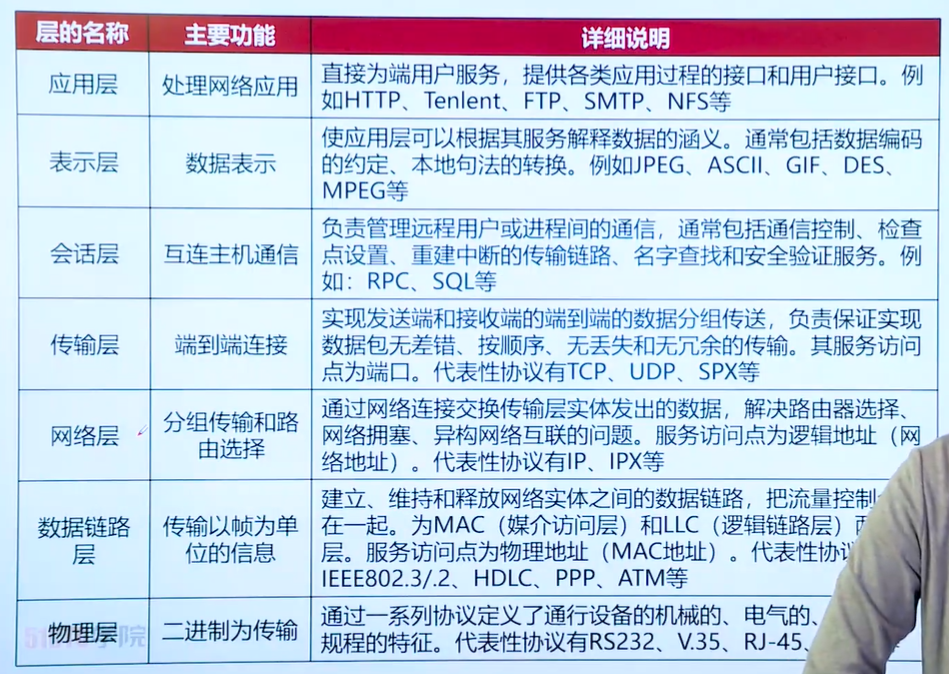 层的名称 主要功能 详细说明
应用层 处理网络应用 直接为端用户服务，提供各类应用过程的接口和用户接口。例
如HTTP、Tenlent、FTP、SMTP、NFS等
表示层 数据表示 使应用层可以根据其服务解释数据的涵义。通常包括数据编码
的约定、本地句法的转换。例如JPEG、ASCII、GIF、DES、
MPEG等
会话层 互连主机通信 负责管理远程用户或进程间的通信，通常包括通信控制、检查
点设置、重建中断的传输链路、名字查找和安全验证服务。例
如：RPC、SQL等
传输层 端到端连接 实现发送端和接收端的端到端的数据分组传送，负责保证实现
数据包无差错、按顺序、无丢失和无冗余的传输。其服务访问
点为端口。代表性协议有TCP、UDP、SPX等
网络层 分组传输和路
由选择
通过网络连接交换传输层实体发出的数据，解决路由器选择、
网络拥塞、异构网络互联的问题。服务访问点为逻辑地址（网
络地址）。代表性协议有IP、IPX等
数据链路
层
传输以帧为单
位的信息
建立、维持和释放网络实体之间的数据链路，把流量控制
在一起。为MAC（媒介访问层）和LLC（逻辑链路层）
层。服务访问点为物理地址（MAC地址）。代表性协议
IEEE802.3/.2、HDLC、PPP、ATM等
物理层 二进制为传输 通过一系列协议定义了通行设备的机械的、电气的、
规程的特征。代表性协议有RS232、V.35、RJ-45、
学院